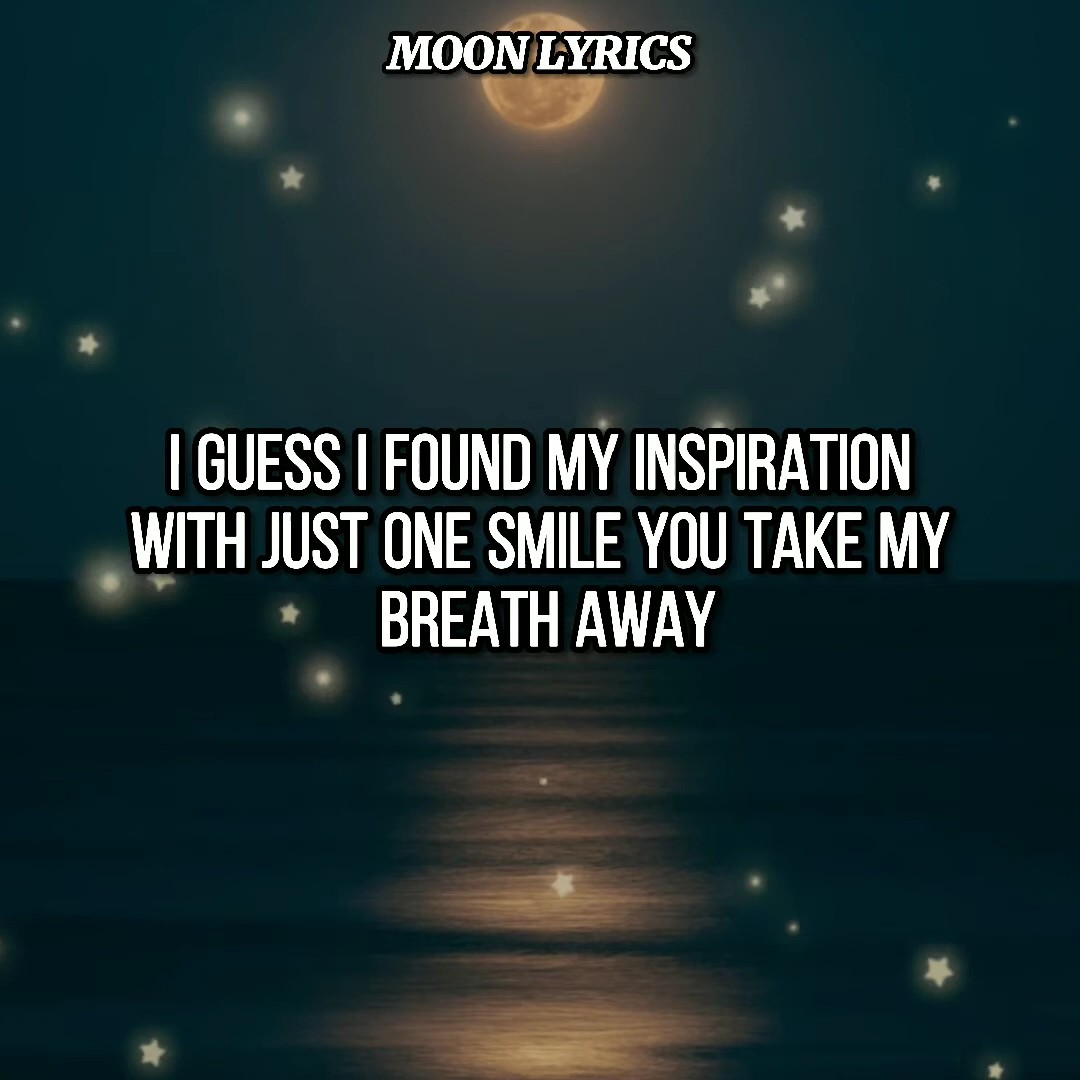 MOON LYRICS
I GUESS I FOUND MY INSPIRATION
WITH JUST ONE SMILE YOU TAKE MY
BREATH AWAY